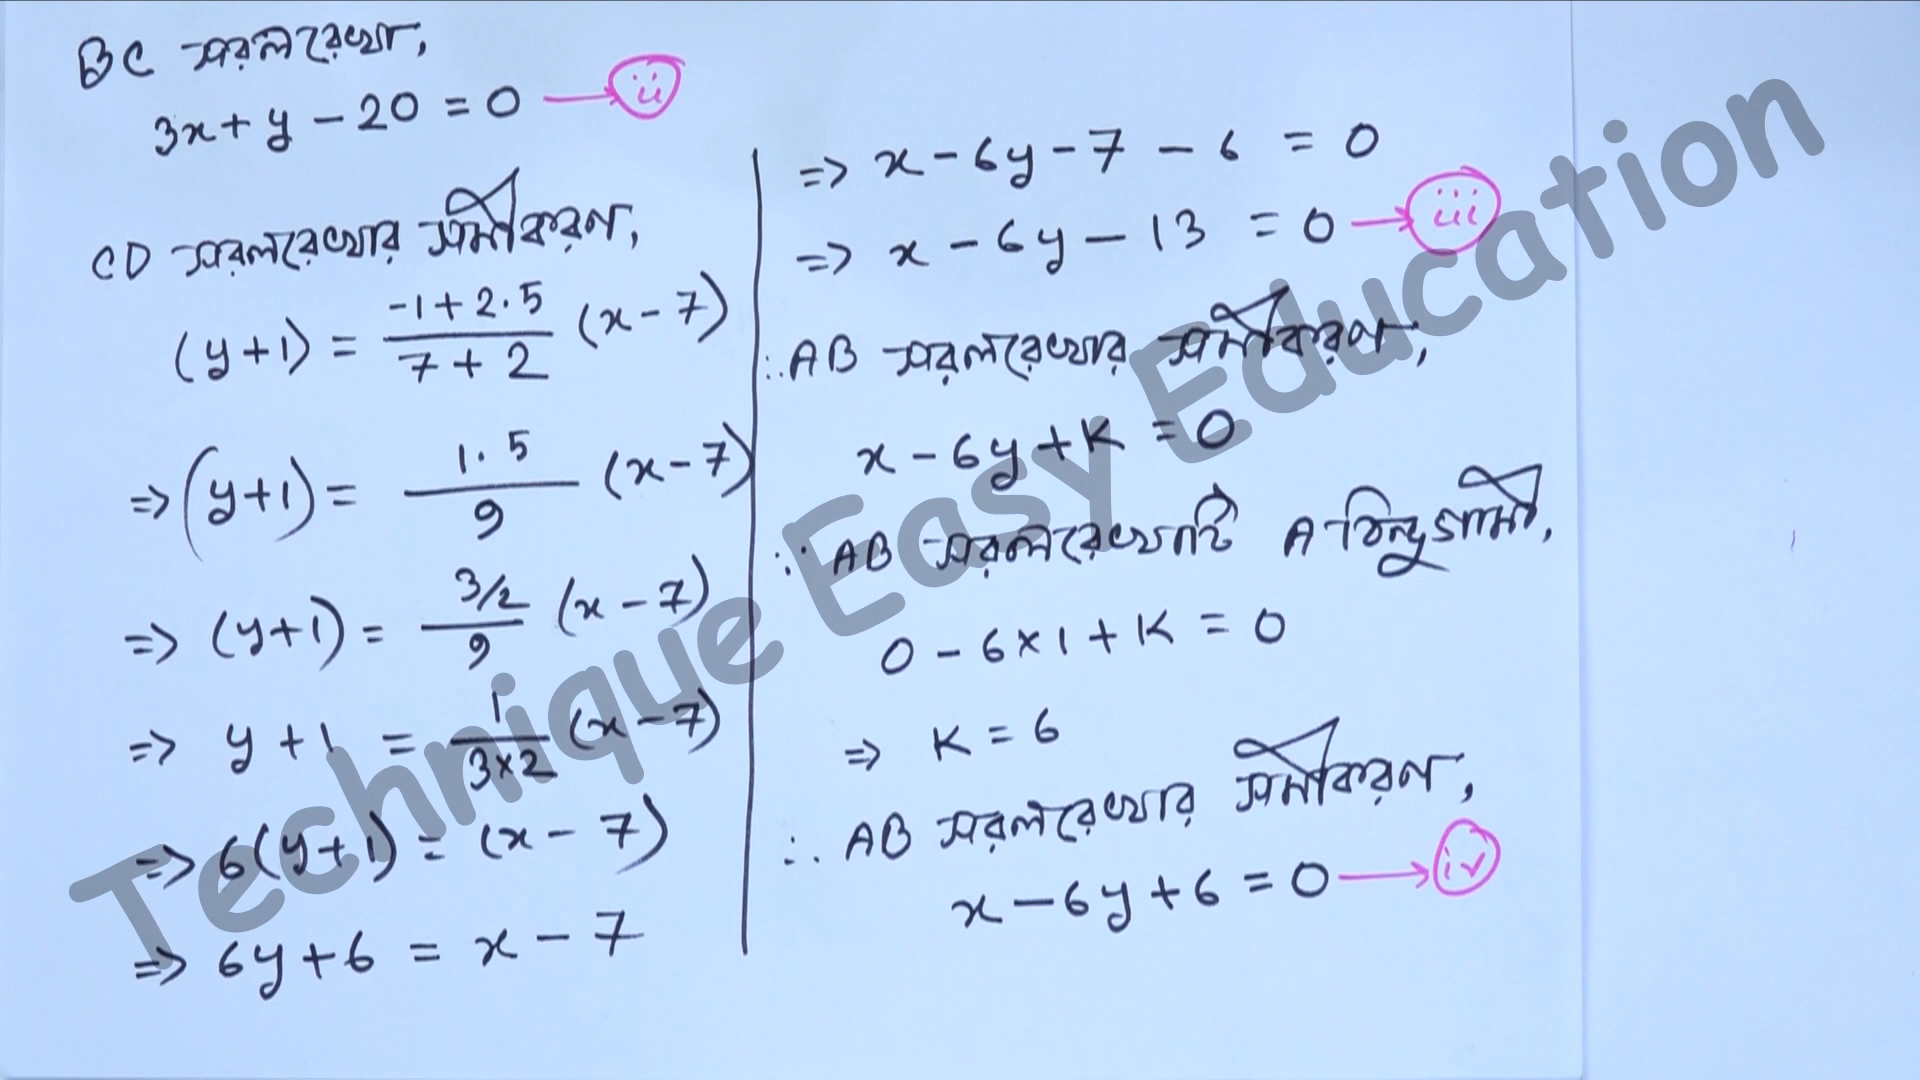 BC সরলরেখা,
3x + y - 20 = 0 → ii
CD সরলরেখার সমীকরণ,
(y+1) = (-1+2.5)/(7+2) (x-7)
=> (y+1) = 1.5/9 (x-7)
=> (y+1) = (3/2)/9 (x-7)
=> y+1 = 1/(3×2) (x-7)
=> 6(y+1) = (x-7)
=> 6y+6 = x-7
=> x-6y-7-6 = 0
=> x-6y-13 = 0 → iii
∴ AB সরলরেখার সমীকরণ,
x-6y+K = 0
∵ AB সরলরেখাটি A বিন্দুগামী,
0-6×1+K = 0
=> K = 6
∴ AB সরলরেখার সমীকরণ,
x-6y+6=0 → iv
Technique Easy Education